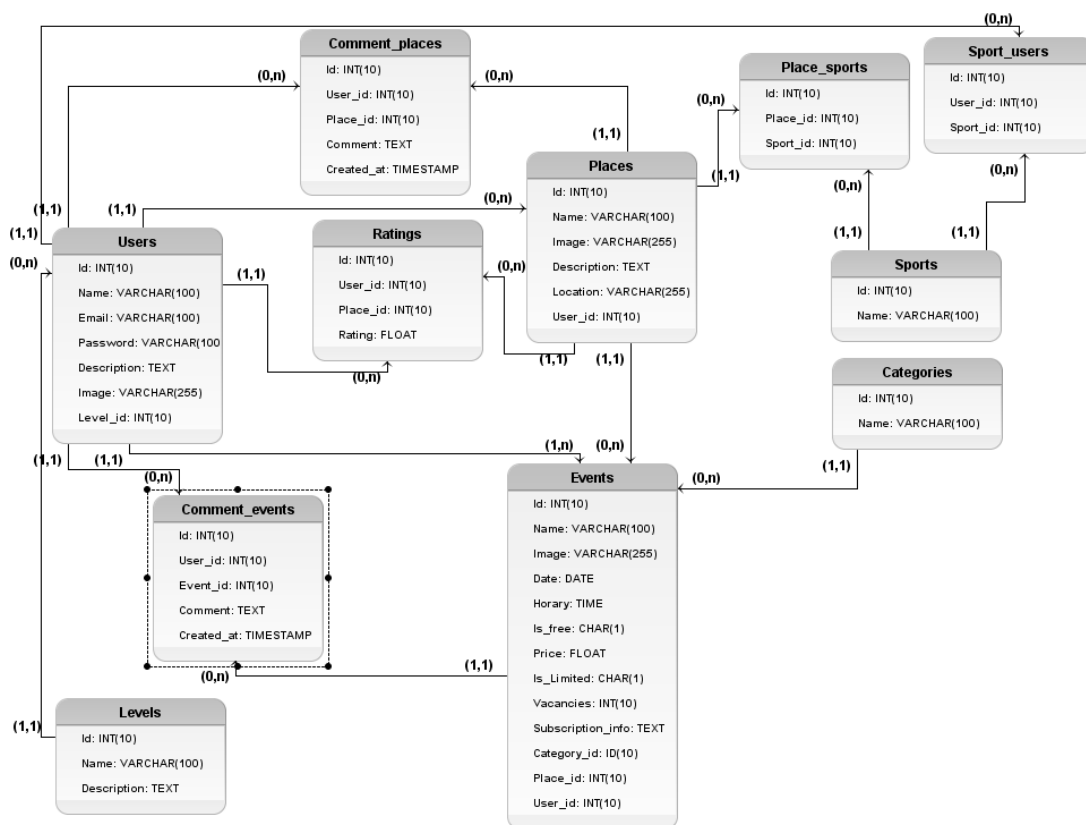 (0,n)
Comment_places
Id: INT(10)
User_id: INT(10)
Place_id: INT(10)
Comment: TEXT
Created_at: TIMESTAMP
(0,n)
(0,n)
Place_sports
Id: INT(10)
Place_id: INT(10)
Sport_id: INT(10)
(0,n)
Sport_users
Id: INT(10)
User_id: INT(10)
Sport_id: INT(10)
(0,n)
(1,1)
(1,1)
(0,n)
(0,n)
Places
Id: INT(10)
Name: VARCHAR(100)
Image: VARCHAR(255)
Description: TEXT
Location: VARCHAR(255)
User_id: INT(10)
(1,1)
(1,1)
(1,1)
(0,n)
(0,n)
Users
Id: INT(10)
Name: VARCHAR(100)
Email: VARCHAR(100)
Password: VARCHAR(100
Description: TEXT
Image: VARCHAR(255)
Level_id: INT(10)
(1,1)
Ratings
Id: INT(10)
User_id: INT(10)
Place_id: INT(10)
Rating: FLOAT
(0,n)
(0,n)
(1,1)
(1,1)
(1,1)
(1,1)
Sports
Id: INT(10)
Name: VARCHAR(100)
Categories
Id: INT(10)
Name: VARCHAR(100)
(1,1)
(0,n)
(1,1)
(1,1)
(0,n)
(1,n)
(0,n)
Comment_events
Id: INT(10)
User_id: INT(10)
Event_id: INT(10)
Comment: TEXT
Created_at: TIMESTAMP
(0,n)
(1,1)
Events
Id: INT(10)
Name: VARCHAR(100)
Image: VARCHAR(255)
Date: DATE
Horary: TIME
Is_free: CHAR(1)
Price: FLOAT
Is_Limited: CHAR(1)
Vacancies: INT(10)
Subscription_info: TEXT
Category_id: ID(10)
Place_id: INT(10)
User_id: INT(10)
(1,1)
Levels
Id: INT(10)
Name: VARCHAR(100)
Description: TEXT